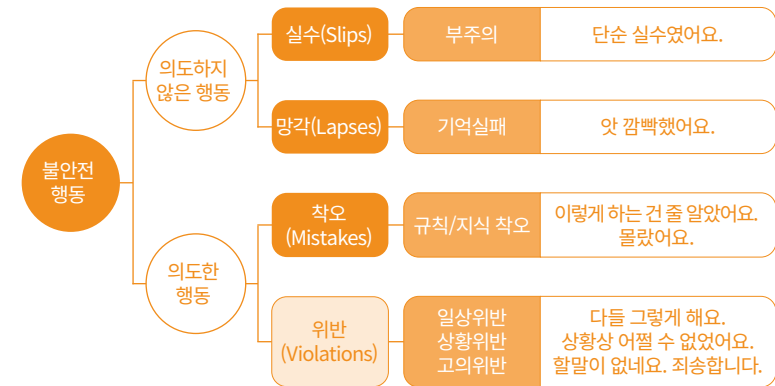 불안전
행동
의도하지
않은 행동
실수(Slips)
부주의
단순 실수였어요.
망각(Lapses)
기억실패
앗 깜빡했어요.
의도한
행동
착오
(Mistakes)
규칙/지식 착오
이렇게 하는 건 줄 알았어요.
몰랐어요.
위반
(Violations)
일상위반
상황위반
고의위반
다들 그렇게 해요.
상황상 어쩔 수 없었어요.
할말이 없네요. 죄송합니다.